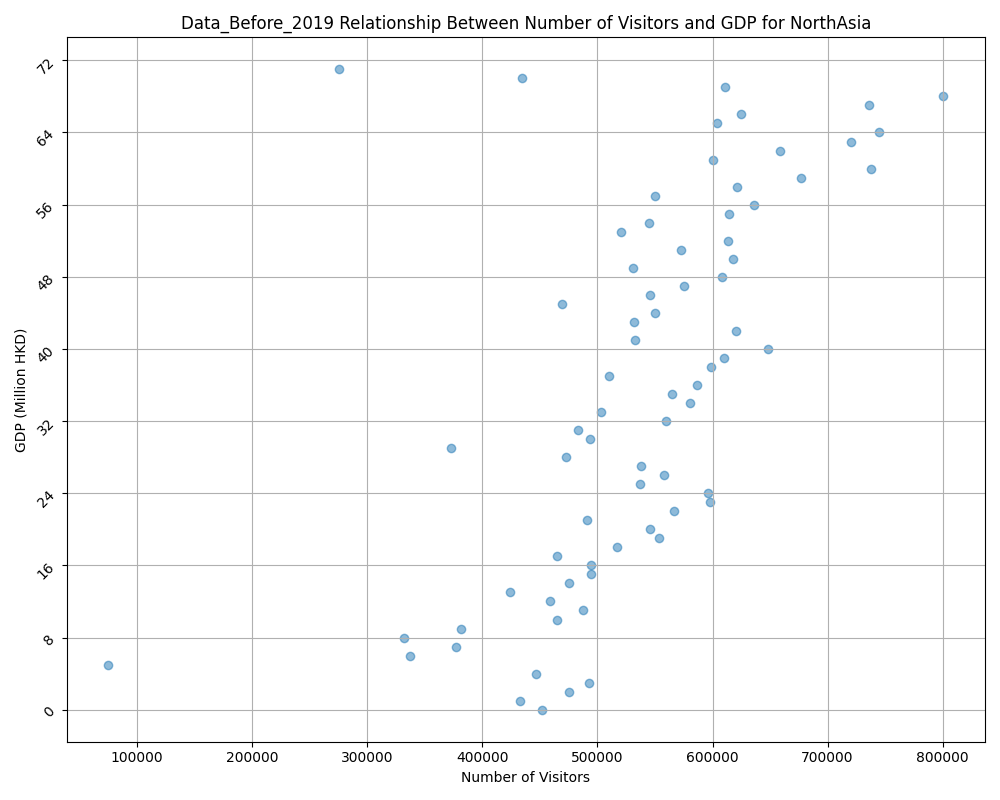 Data_Before_2019 Relationship Between Number of Visitors and GDP for NorthAsia
GDP (Million HKD)
72
64
56
48
40
32
24
16
8
0
100000 200000 300000 400000 500000 600000 700000 800000
Number of Visitors